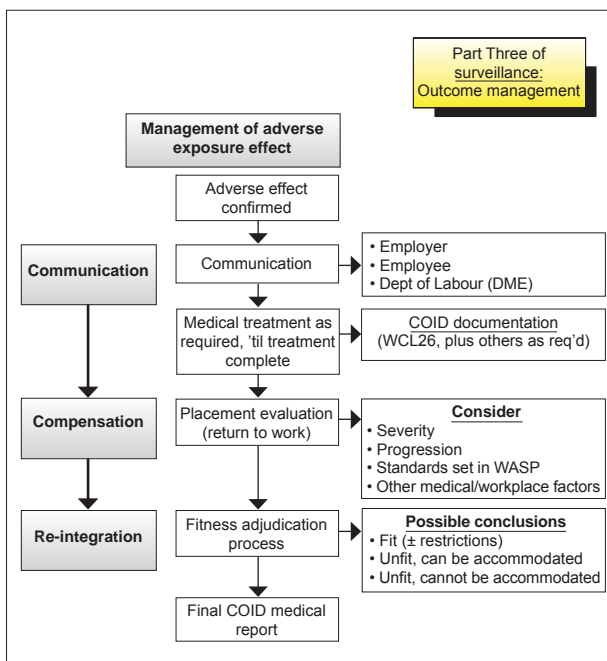 Part Three of
surveillance:
Outcome management
Management of adverse
exposure effect
Adverse effect
confirmed
Communication
Communication
• Employer
• Employee
• Dept of Labour (DME)
Medical treatment as
required, ’til treatment
complete
COID documentation
(WCL26, plus others as req’d)
Compensation
Placement evaluation
(return to work)
Consider
• Severity
• Progression
• Standards set in WASP
• Other medical/workplace factors
Re-integration
Fitness adjudication
process
Possible conclusions
• Fit (± restrictions)
• Unfit, can be accommodated
• Unfit, cannot be accommodated
Final COID medical
report